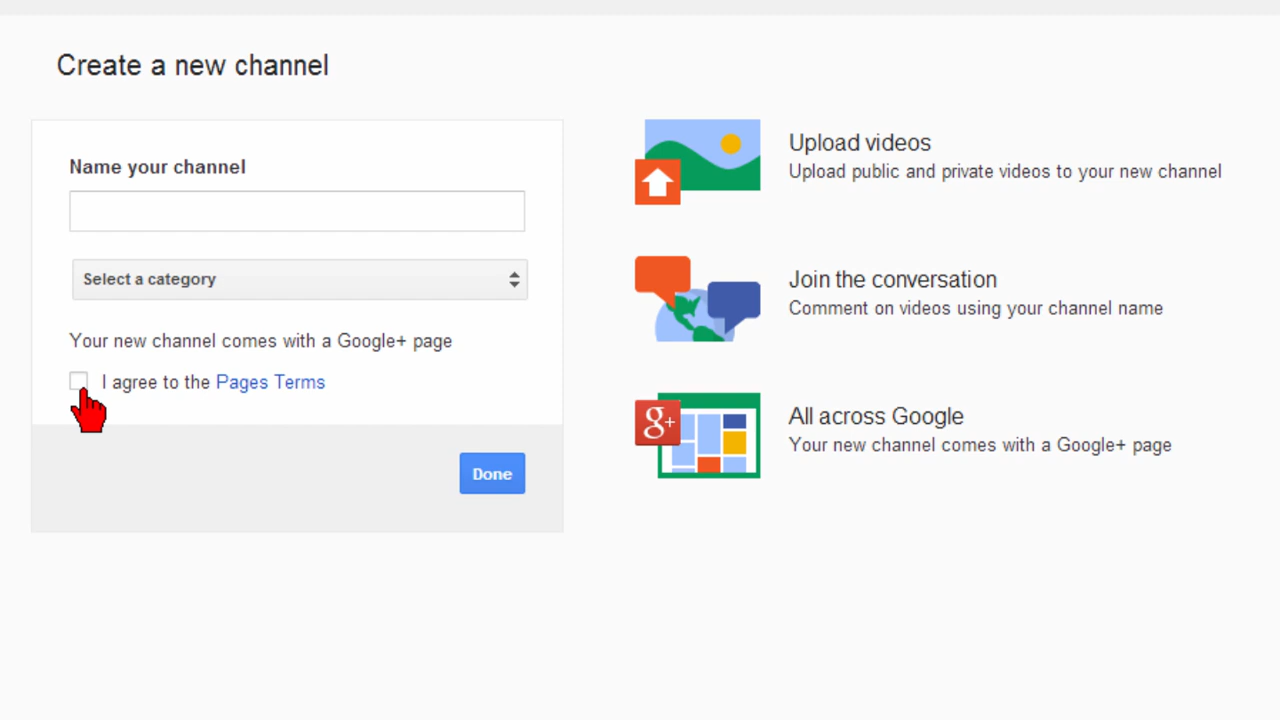 Create a new channel
Name your channel
Select a category
Your new channel comes with a Google+ page
I agree to the Pages Terms
Done
Upload videos
Upload public and private videos to your new channel
Join the conversation
Comment on videos using your channel name
g+
All across Google
Your new channel comes with a Google+ page